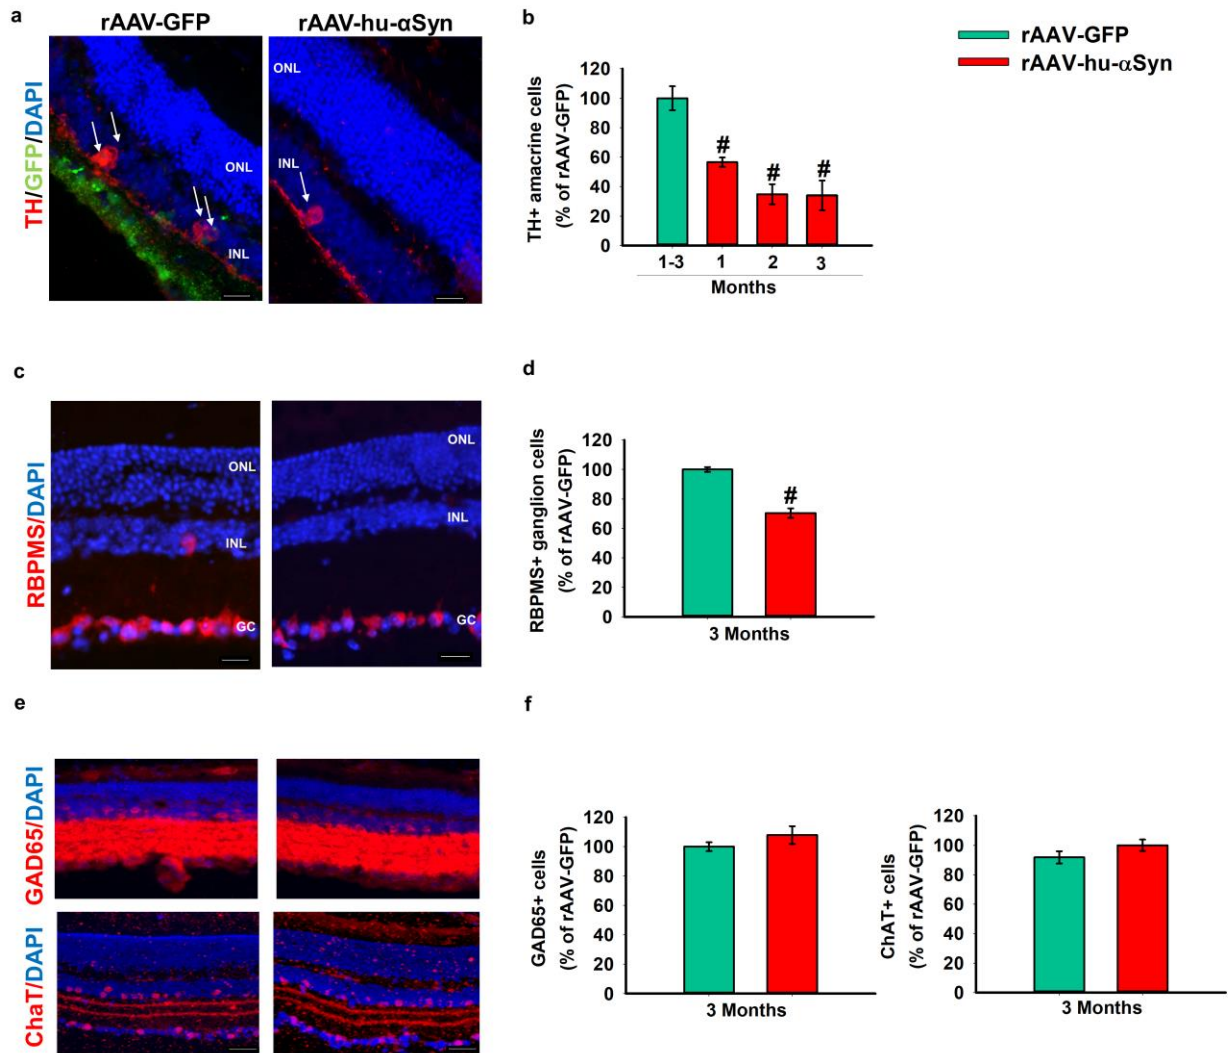 a
rAAV-GFP
rAAV-hu-αSyn
TH/GFP/DAPI
ONL
INL
ONL
INL
b
rAAV-GFP
rAAV-hu-αSyn
TH+ amacrine cells
(% of rAAV-GFP)
120
100
80
60
40
20
0
# # #
1-3 1 2 3
Months
c
RBPMS/DAPI
ONL
INL
GC
ONL
INL
GC
d
RBPMS+ ganglion cells
(% of rAAV-GFP)
120
100
80
60
40
20
0
#
3 Months
e
GAD65/DAPI
ChaT/DAPI
f
GAD65+ cells
(% of rAAV-GFP)
120
100
80
60
40
20
0
3 Months
ChAT+ cells
(% of rAAV-GFP)
120
100
80
60
40
20
0
3 Months